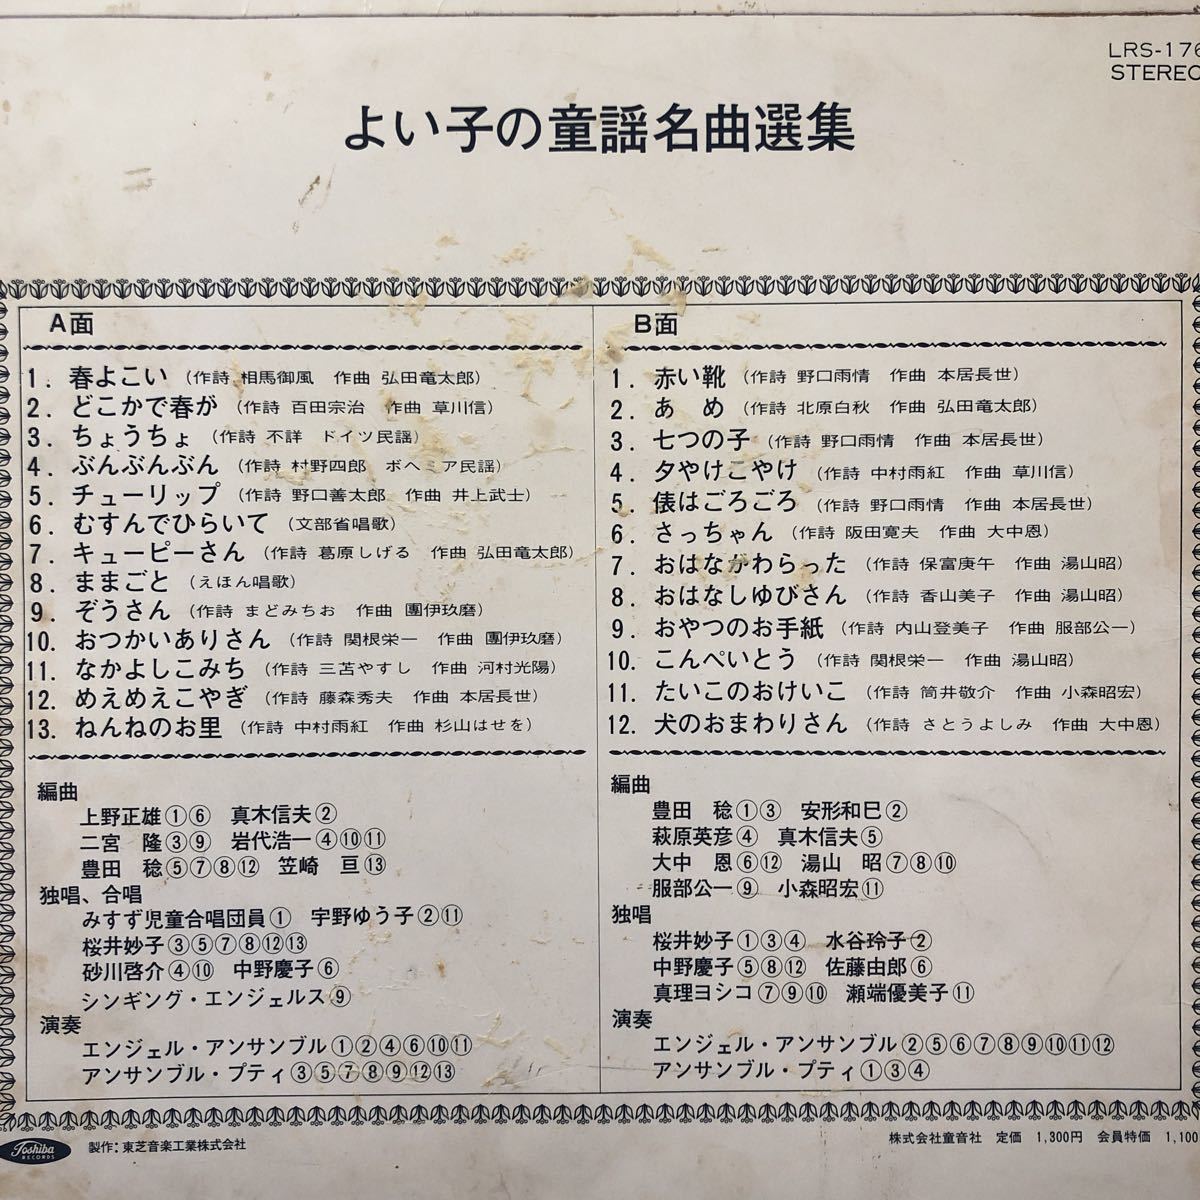 LRS-176
STEREO
よい子の童謡名曲選集
A面
1. 春よこい (作詩 相馬御風 作曲 弘田竜太郎)
2. どこかで春が (作詩 百田宗治 作曲 草川信)
3. ちょうちょ (作詩 不詳 ドイツ民謡)
4. ぶんぶんぶん (作詩 村野四郎 ボヘミア民謡)
5. チューリップ (作詩 野口善太郎 作曲 井上武士)
6. むすんでひらいて (文部省唱歌)
7. キューピーさん (作詩 葛原しげる 作曲 弘田竜太郎)
8. ままごと (えほん唱歌)
9. ぞうさん (作詩 まどみちお 作曲 團伊玖磨)
10. おつかいありさん (作詩 関根栄一 作曲 團伊玖磨)
11. なかよしこみち (作詩 三苫やすし 作曲 河村光陽)
12. めえめえこやぎ (作詩 藤森秀夫 作曲 本居長世)
13. ねんねのお里 (作詩 中村雨紅 作曲 杉山はせを)
編曲
上野正雄①⑥ 真木信夫②
二宮 隆③⑨ 岩代浩一④⑩⑪
豊田 稔⑤⑦⑧⑫ 笠崎 亘⑬
独唱、合唱
みすず児童合唱団員① 宇野ゆう子②⑪
桜井妙子③⑤⑦⑧⑫⑬
砂川啓介④⑩ 中野慶子⑥
シンギング・エンジェルス⑨
演奏
エンジェル・アンサンブル①②④⑥⑩⑪
アンサンブル・プティ③⑤⑦⑧⑨⑫⑬
B面
1. 赤い靴 (作詩 野口雨情 作曲 本居長世)
2. あめ (作詩 北原白秋 作曲 弘田竜太郎)
3. 七つの子 (作詩 野口雨情 作曲 本居長世)
4. 夕やけこやけ (作詩 中村雨紅 作曲 草川信)
5. 俵はごろごろ (作詩 野口雨情 作曲 本居長世)
6. さっちゃん (作詩 阪田寛夫 作曲 大中恩)
7. おはながわらった (作詩 保富庚午 作曲 湯山昭)
8. おはなしゆびさん (作詩 香山美子 作曲 湯山昭)
9. おやつのお手紙 (作詩 内山登美子 作曲 服部公一)
10. こんぺいとう (作詩 関根栄一 作曲 湯山昭)
11. たいこのおけいこ (作詩 筒井敬介 作曲 小森昭宏)
12. 犬のおまわりさん (作詩 さとうよしみ 作曲 大中恩)
編曲
豊田 稔①③ 安形和巳②
萩原英彦④ 真木信夫⑤
大中 恩⑥⑫ 湯山 昭⑦⑧⑩
服部公一⑨ 小森昭宏⑪
独唱
桜井妙子①③④ 水谷玲子②
中野慶子⑤⑧⑫ 佐藤由郎⑥
真理ヨシコ⑦⑨⑩ 瀬端優美子⑪
演奏
エンジェル・アンサンブル②⑤⑥⑦⑧⑨⑩⑪⑫
アンサンブル・プティ①③④
Toshiba
RECORDS
製作：東芝音楽工業株式会社
株式会社童音社 定価 1,300円 会員特価 1,100